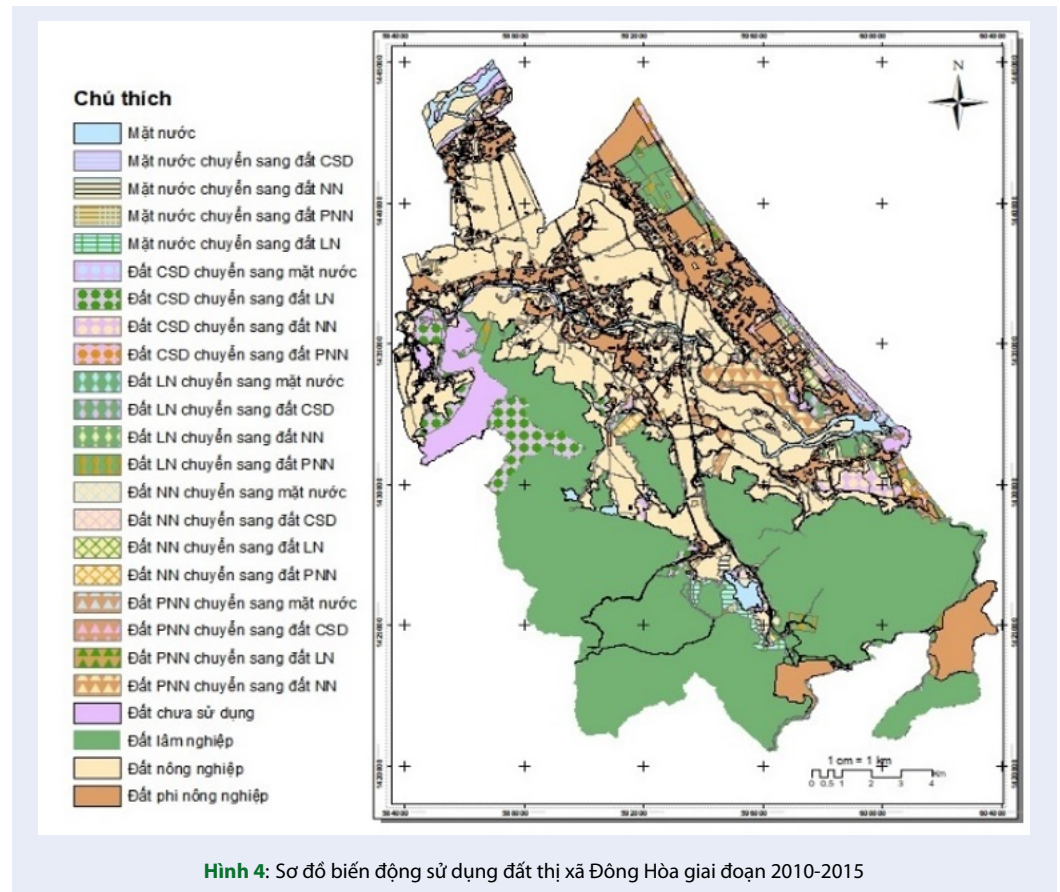 Chú thích
Mặt nước
Mặt nước chuyển sang đất CSD
Mặt nước chuyển sang đất NN
Mặt nước chuyển sang đất PNN
Mặt nước chuyển sang đất LN
Đất CSD chuyển sang mặt nước
Đất CSD chuyển sang đất LN
Đất CSD chuyển sang đất NN
Đất CSD chuyển sang đất PNN
Đất LN chuyển sang mặt nước
Đất LN chuyển sang đất CSD
Đất LN chuyển sang đất NN
Đất LN chuyển sang đất PNN
Đất NN chuyển sang mặt nước
Đất NN chuyển sang đất CSD
Đất NN chuyển sang đất LN
Đất NN chuyển sang đất PNN
Đất PNN chuyển sang mặt nước
Đất PNN chuyển sang đất CSD
Đất PNN chuyển sang đất LN
Đất PNN chuyển sang đất NN
Đất chưa sử dụng
Đất lâm nghiệp
Đất nông nghiệp
Đất phi nông nghiệp
N
1 cm = 1 km
0 0.5 1 2 3 4
Km
Hình 4: Sơ đồ biến động sử dụng đất thị xã Đông Hòa giai đoạn 2010-2015